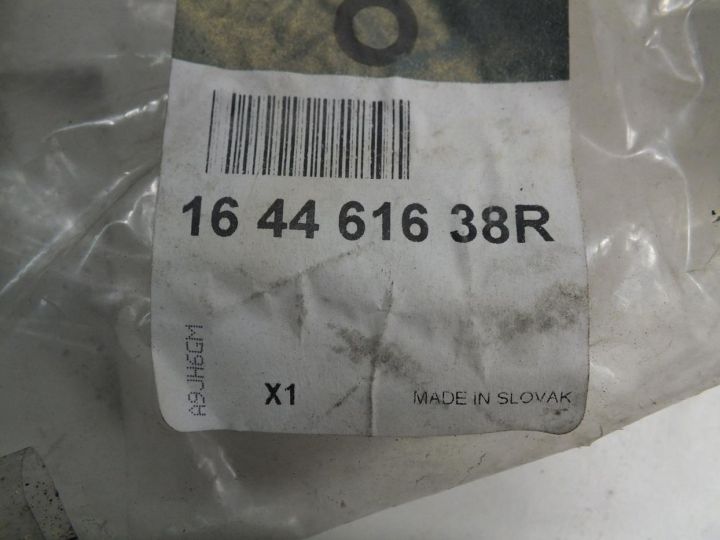 16 44 616 38R
A9JH6GM
X1
MADE IN SLOVAK